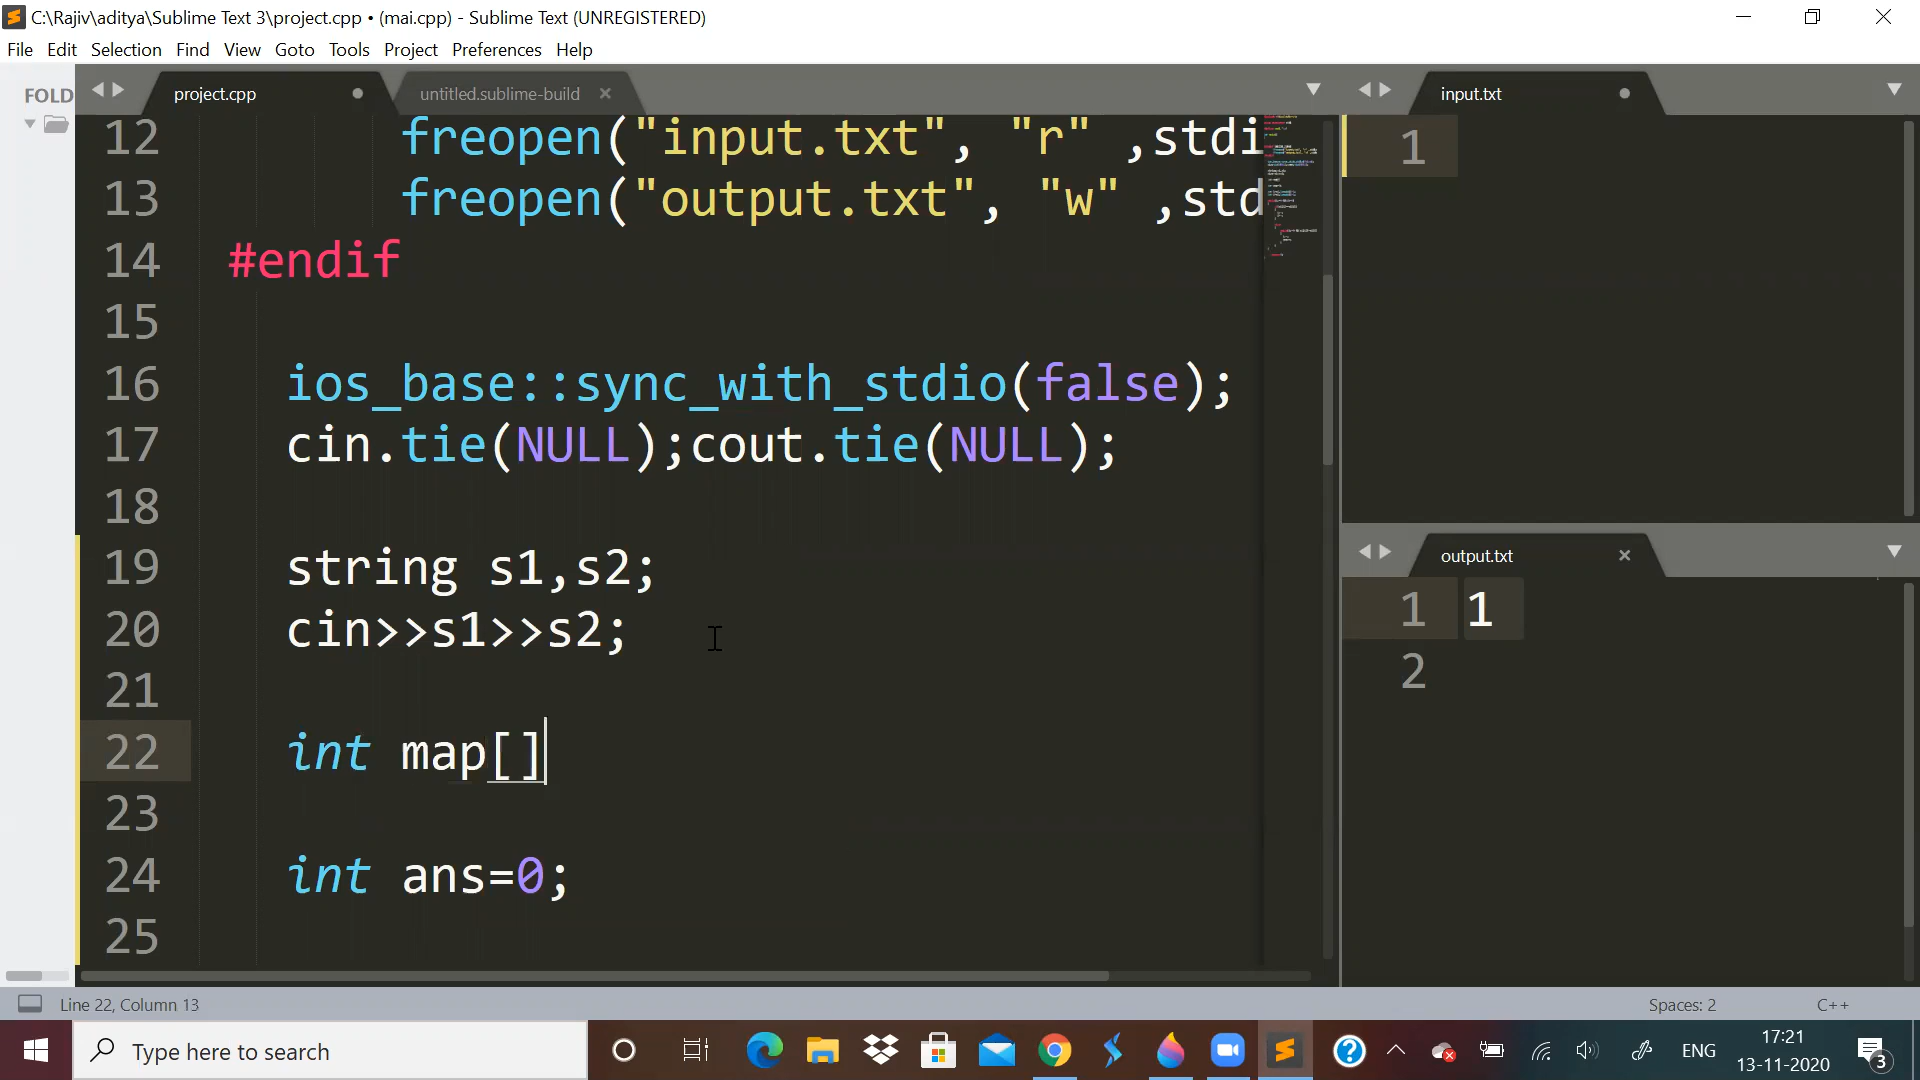 C:\Rajiv\aditya\Sublime Text 3\project.cpp • (mai.cpp) - Sublime Text (UNREGISTERED)
File Edit Selection Find View Goto Tools Project Preferences Help
FOLD
project.cpp
untitled.sublime-build
12 freopen("input.txt", "r" ,stdi
13 freopen("output.txt", "w" ,std
14 #endif
15
16 ios_base::sync_with_stdio(false);
17 cin.tie(NULL);cout.tie(NULL);
18
19 string s1,s2;
20 cin>>s1>>s2;
21
22 int map[]
23
24 int ans=0;
25
input.txt
1
output.txt
1 1
2
Line 22, Column 13
Spaces: 2
C++
Type here to search
ENG
17:21
13-11-2020
3